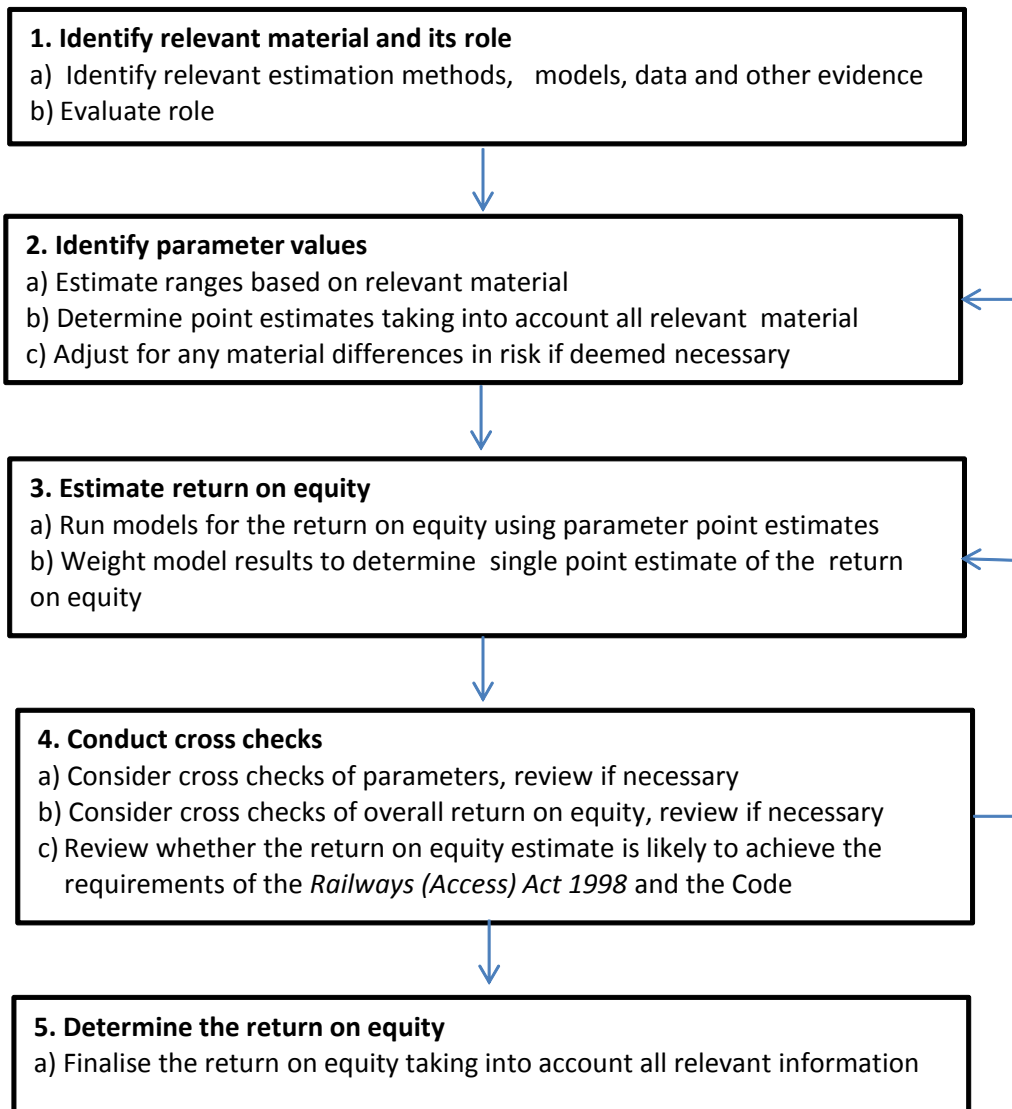 1. Identify relevant material and its role
a) Identify relevant estimation methods, models, data and other evidence
b) Evaluate role
2. Identify parameter values
a) Estimate ranges based on relevant material
b) Determine point estimates taking into account all relevant material
c) Adjust for any material differences in risk if deemed necessary
3. Estimate return on equity
a) Run models for the return on equity using parameter point estimates
b) Weight model results to determine single point estimate of the return
on equity
4. Conduct cross checks
a) Consider cross checks of parameters, review if necessary
b) Consider cross checks of overall return on equity, review if necessary
c) Review whether the return on equity estimate is likely to achieve the
requirements of the Railways (Access) Act 1998 and the Code
5. Determine the return on equity
a) Finalise the return on equity taking into account all relevant information